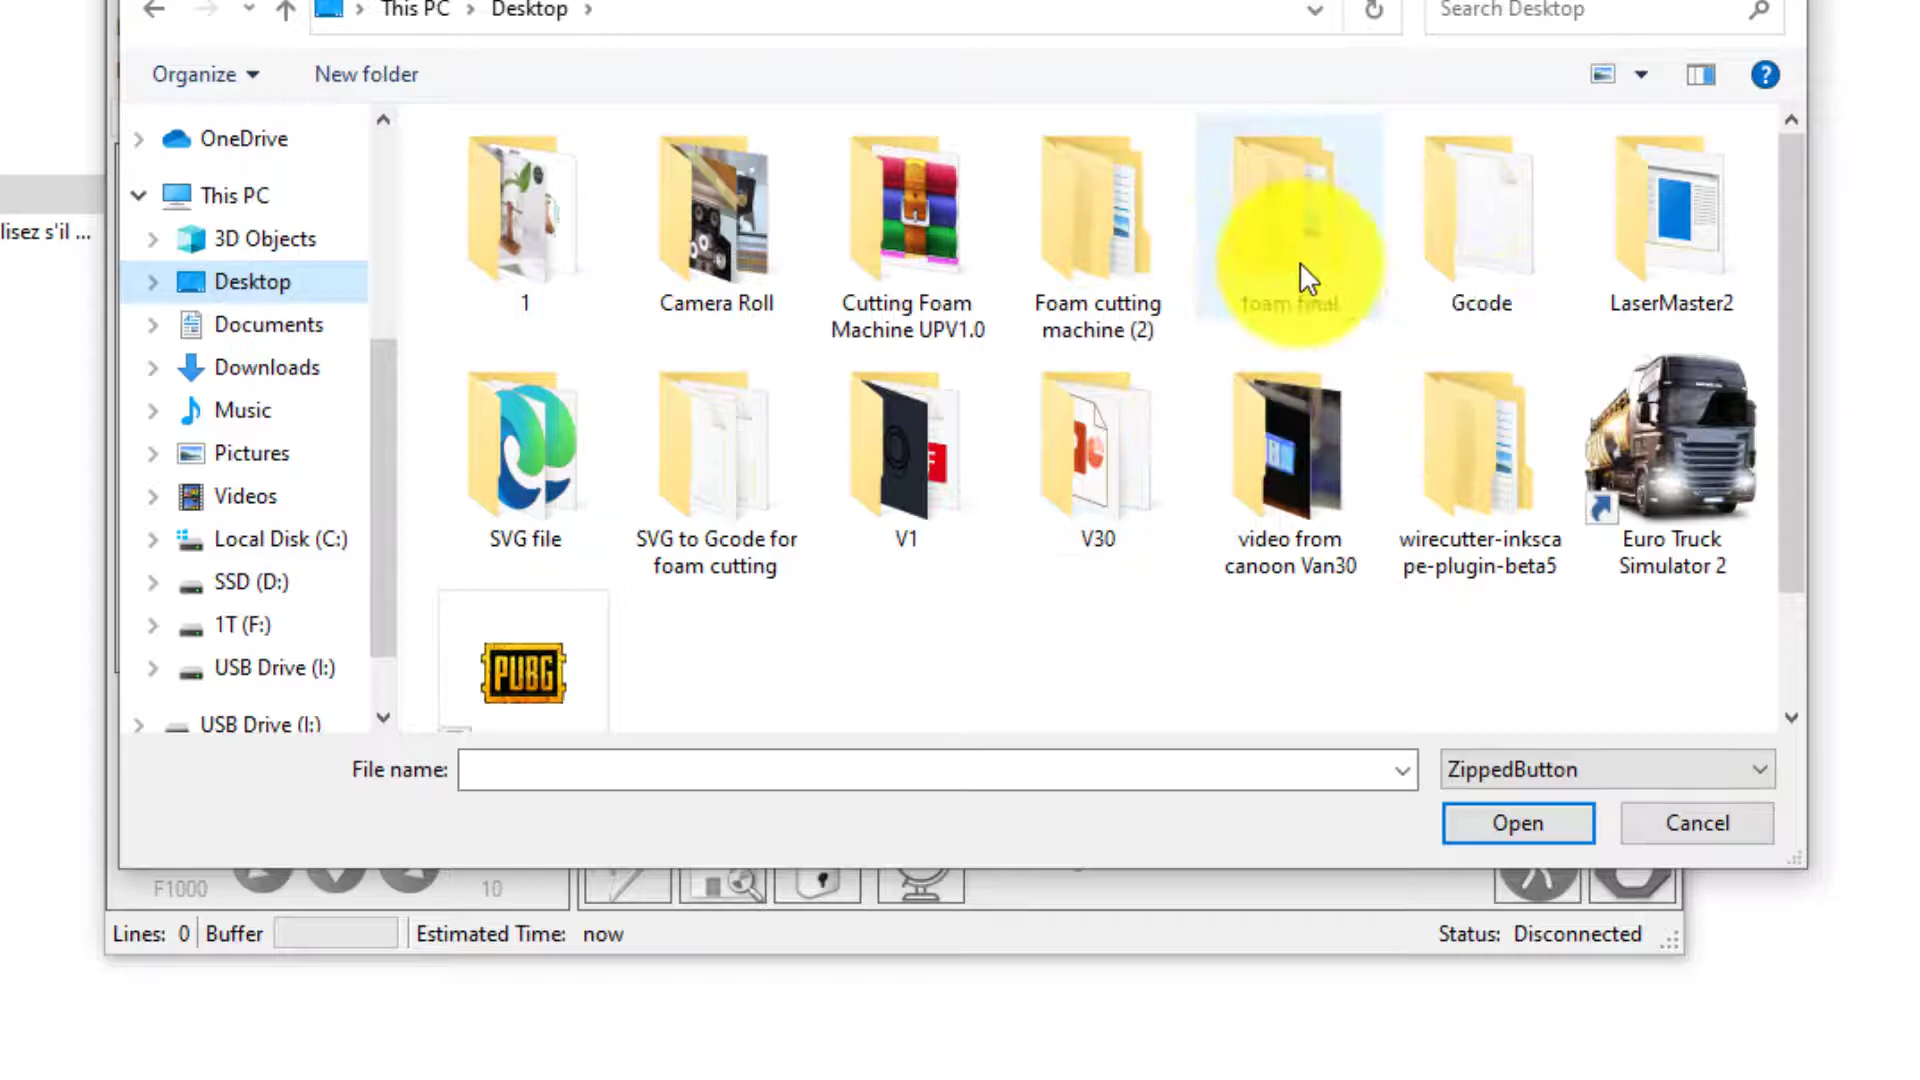 This PC
Desktop
Search Desktop
Organize
New folder
OneDrive
This PC
3D Objects
Desktop
Documents
Downloads
Music
Pictures
Videos
Local Disk (C:)
SSD (D:)
1T (F:)
USB Drive (I:)
USB Drive (I:)
1
Camera Roll
Cutting Foam
Machine UPV1.0
Foam cutting
machine (2)
foam final
Gcode
LaserMaster2
SVG file
SVG to Gcode for
foam cutting
V1
V30
video from
canoon Van30
wirecutter-inksca
pe-plugin-beta5
Euro Truck
Simulator 2
PUBG
lisez s'il ...
File name:
ZippedButton
Open
Cancel
F1000
10
Lines: 0
Buffer
Estimated Time: now
Status: Disconnected